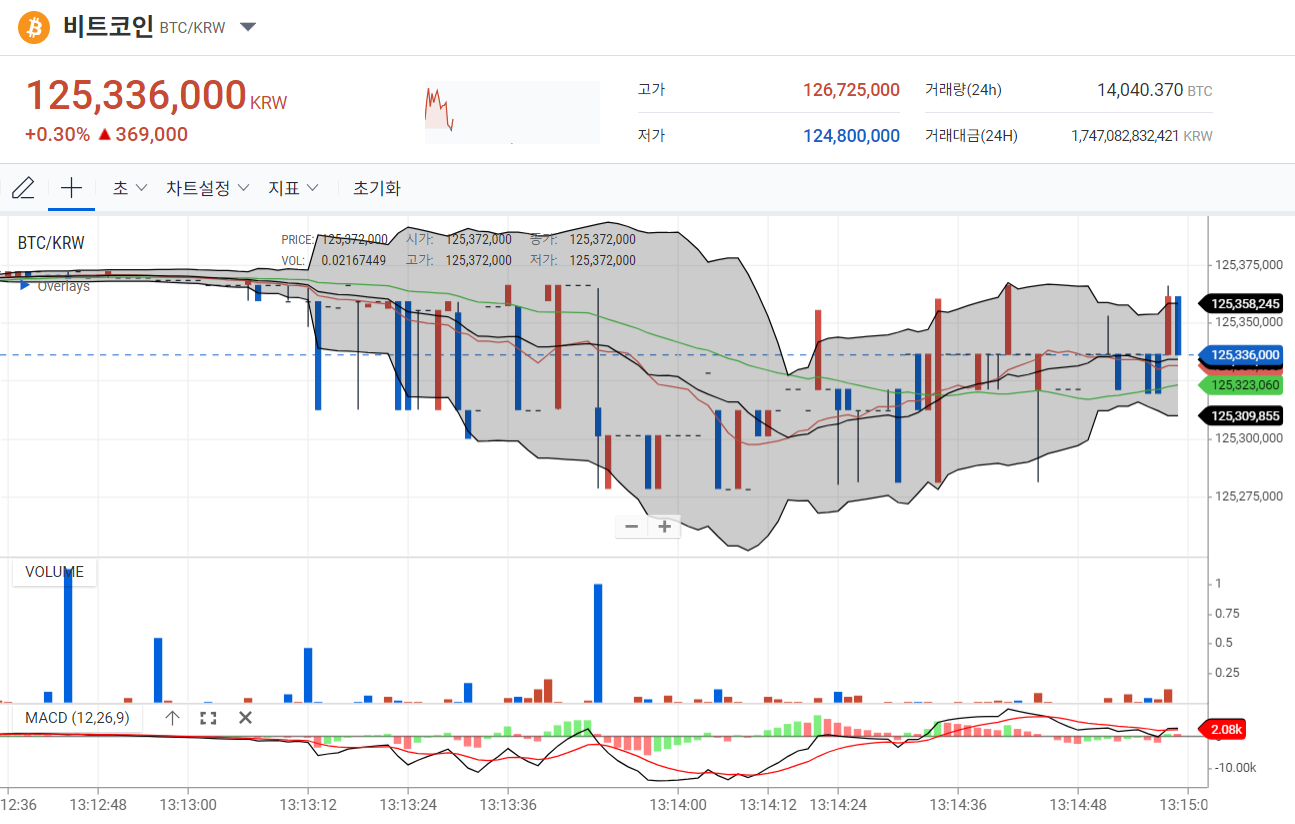 비트코인 BTC/KRW
125,336,000 KRW
+0.30% ▲ 369,000
고가 126,725,000 거래량(24h) 14,040.370 BTC
저가 124,800,000 거래대금(24H) 1,747,082,832,421 KRW
초 차트설정 지표 초기화
BTC/KRW
PRICE: 125,372,000 시가: 125,372,000 종가: 125,372,000
VOL: 0.02167449 고가: 125,372,000 저가: 125,372,000
Overlays
125,375,000
125,358,245
125,350,000
125,336,000
125,323,060
125,309,855
125,300,000
125,275,000
VOLUME
1
0.75
0.5
0.25
MACD (12,26,9)
2.08k
-10.00k
12:36 13:12:48 13:13:00 13:13:12 13:13:24 13:13:36 13:14:00 13:14:12 13:14:24 13:14:36 13:14:48 13:15:0